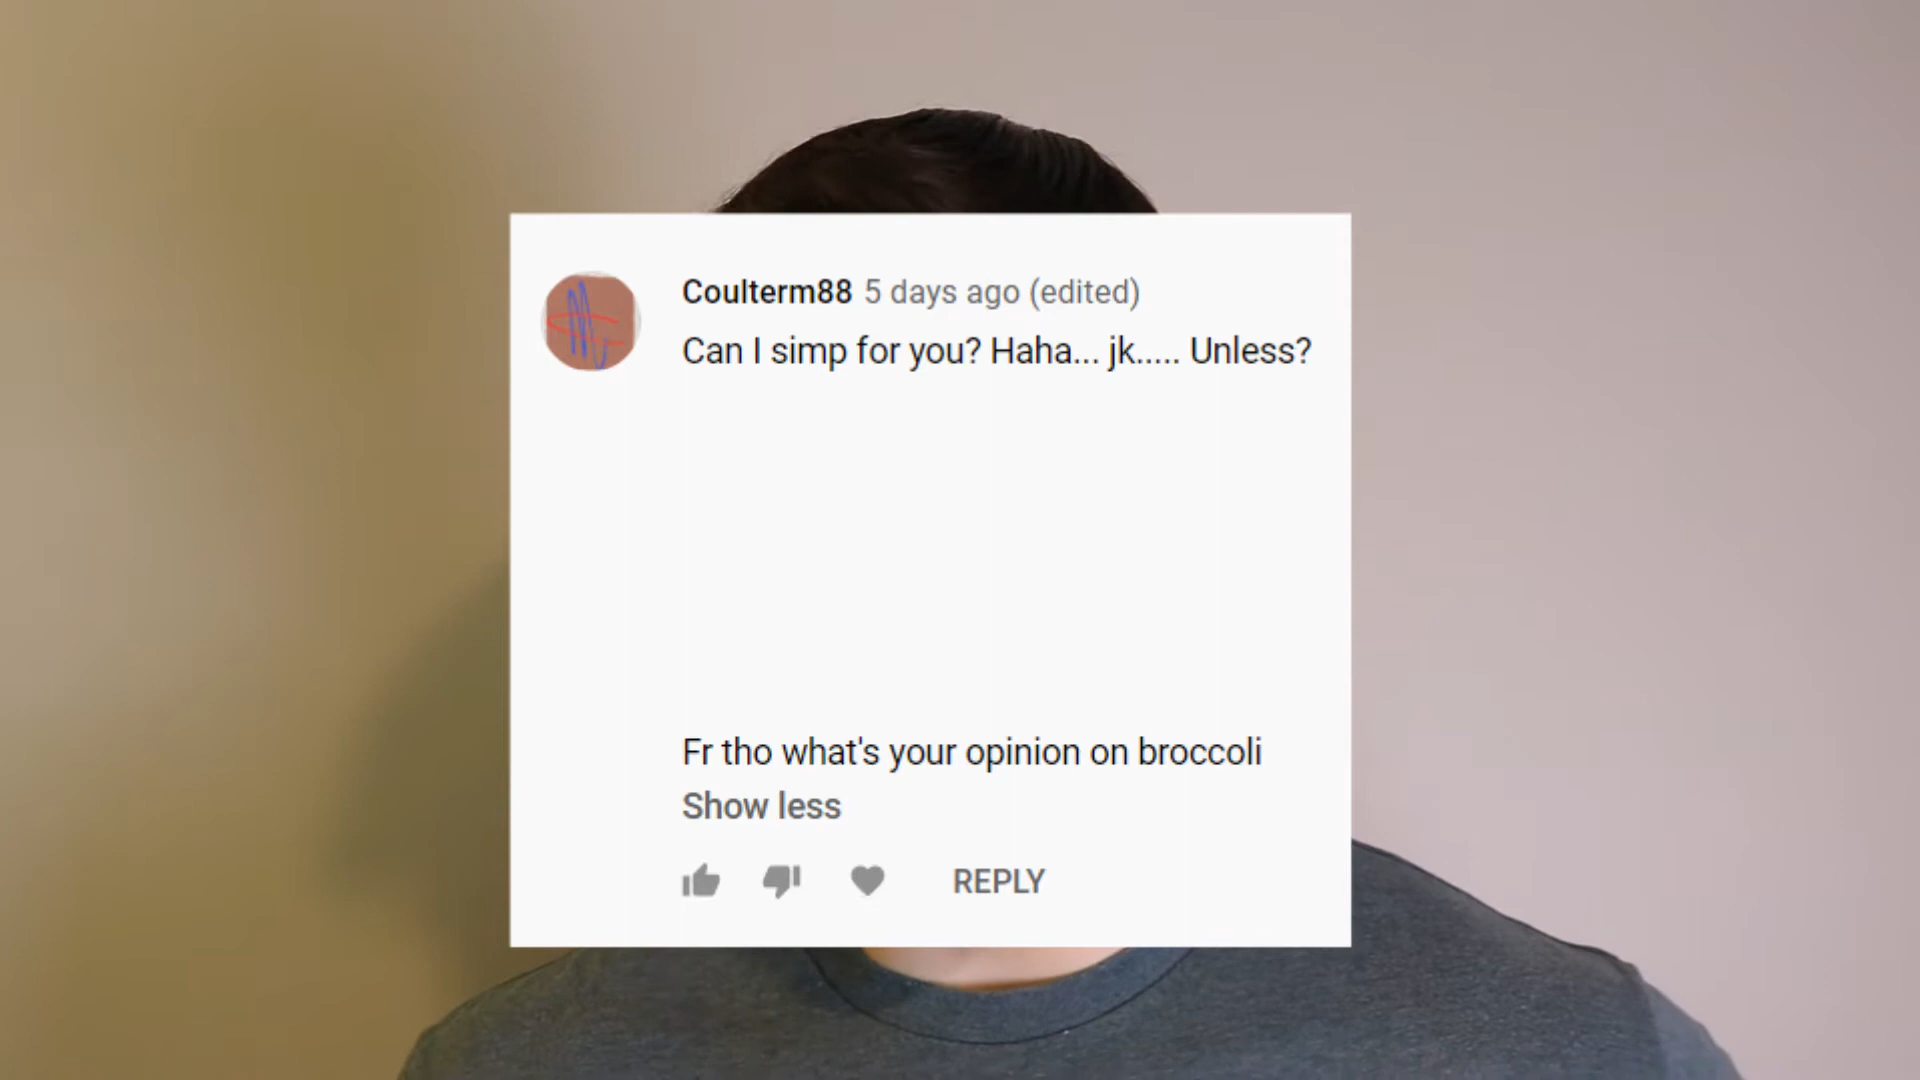 Coulterm88 5 days ago (edited)
Can I simp for you? Haha... jk..... Unless?
Fr tho what's your opinion on broccoli
Show less
REPLY